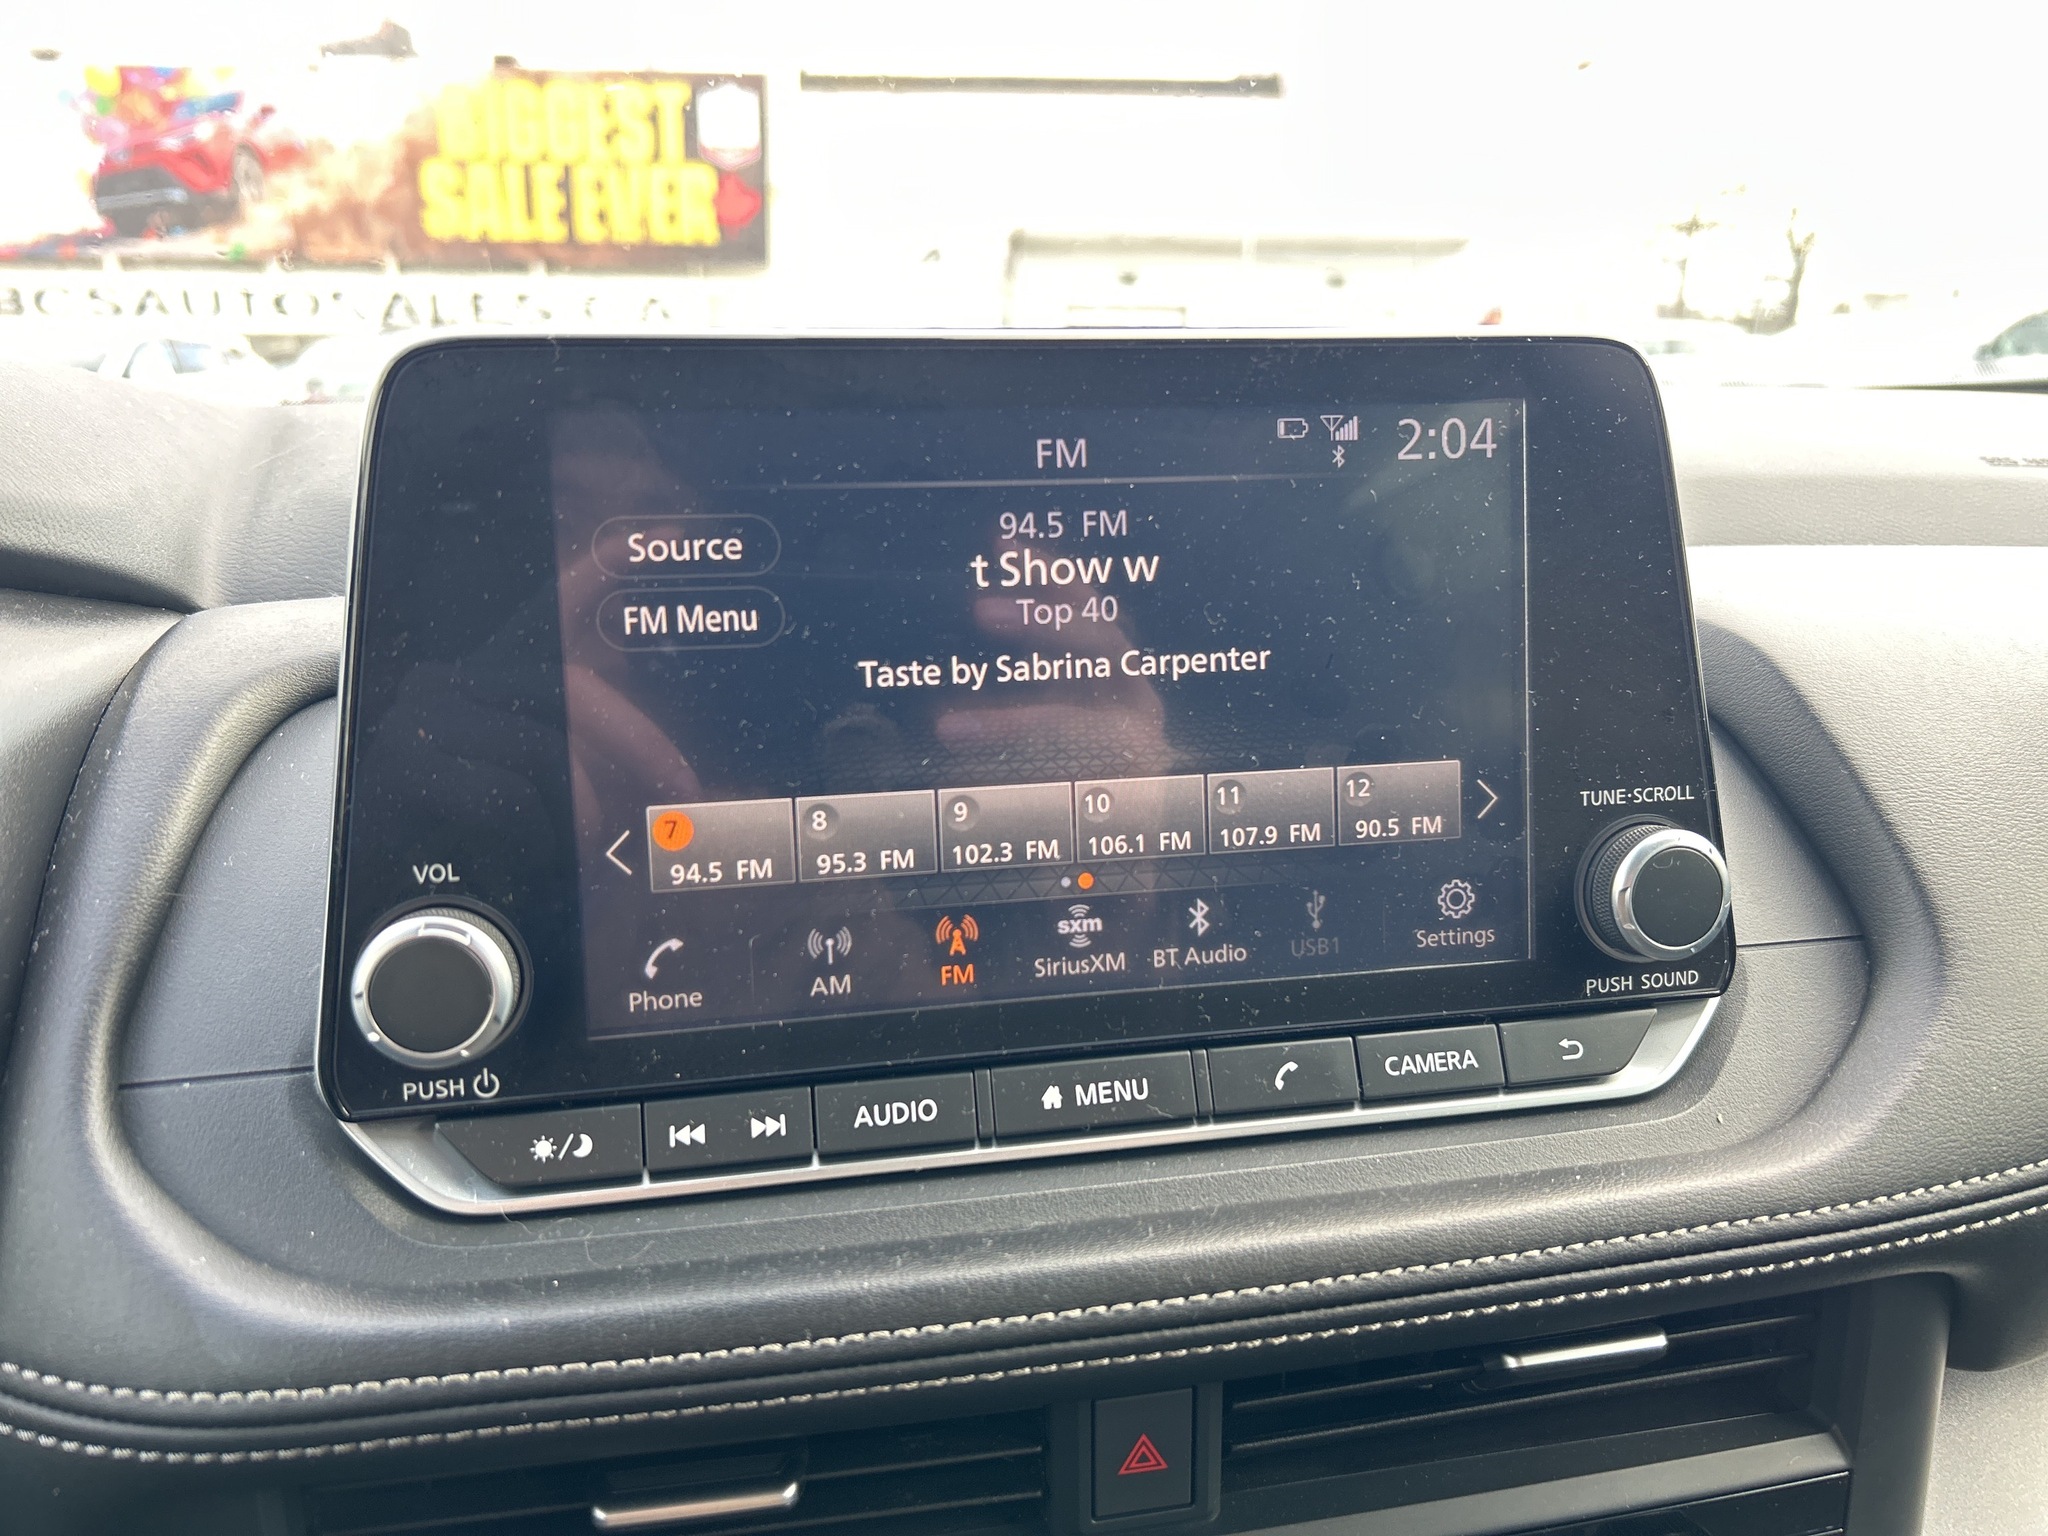 BIGGEST
SALE EVER
BCSAUTOSALES.CA
FM
2:04
94.5 FM
Source
t Show w
FM Menu
Top 40
Taste by Sabrina Carpenter
7
94.5 FM
8
95.3 FM
9
102.3 FM
10
106.1 FM
11
107.9 FM
12
90.5 FM
TUNE·SCROLL
VOL
Phone
AM
FM
sxm
SiriusXM
BT Audio
USB1
Settings
PUSH SOUND
PUSH
AUDIO
MENU
CAMERA